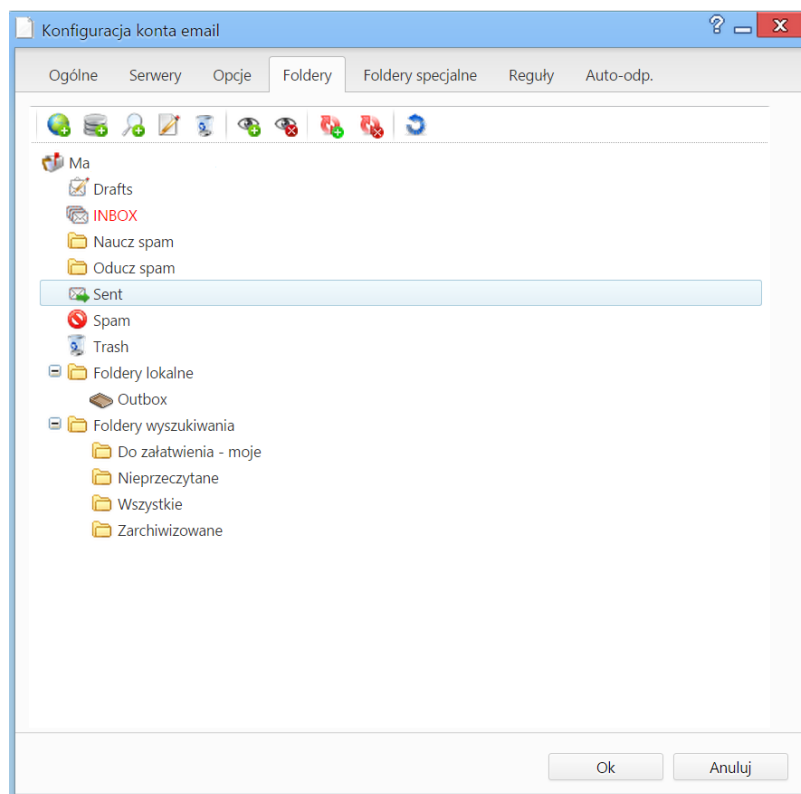 Konfiguracja konta email
Ogólne Serwery Opcje Foldery Foldery specjalne Reguły Auto-odp.
Ma
Drafts
INBOX
Naucz spam
Oducz spam
Sent
Spam
Trash
Foldery lokalne
Outbox
Foldery wyszukiwania
Do załatwienia - moje
Nieprzeczytane
Wszystkie
Zarchiwizowane
Ok Anuluj